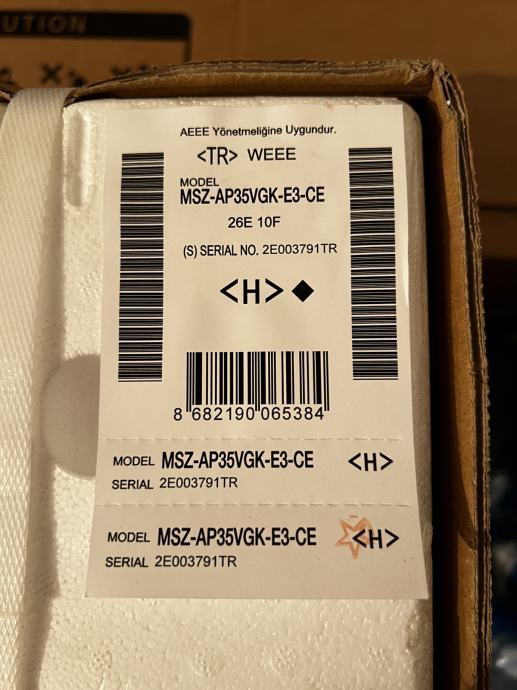 UTION
AEEE Yönetmeliğine Uygundur.
<TR> WEEE
MODEL
MSZ-AP35VGK-E3-CE
26E 10F
(S) SERIAL NO. 2E003791TR
<H>◆
8 682190 065384
MODEL MSZ-AP35VGK-E3-CE <H>
SERIAL 2E003791TR
MODEL MSZ-AP35VGK-E3-CE <H>
SERIAL 2E003791TR